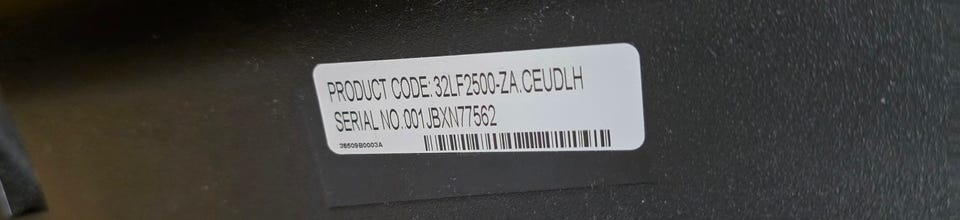 PRODUCT CODE:32LF2500-ZA.CEUDLH
SERIAL NO.001JBXN77562
38509B0003A